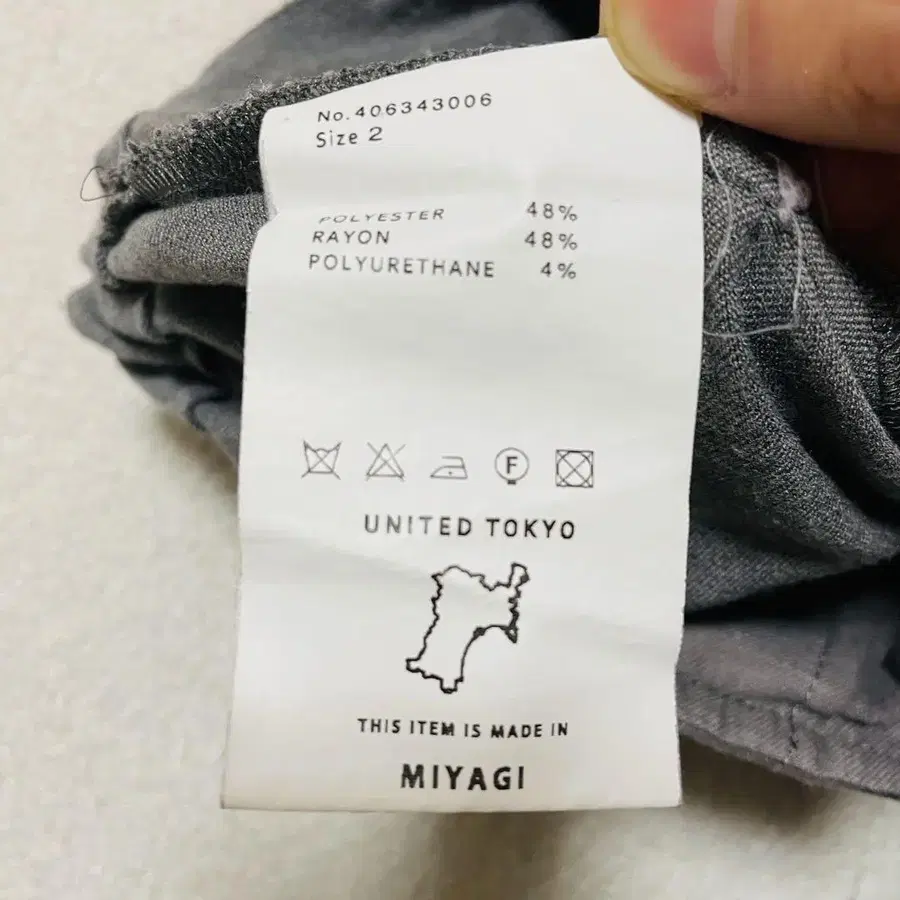 No.406343006
Size 2
POLYESTER 48%
RAYON 48%
POLYURETHANE 4%
F
UNITED TOKYO
THIS ITEM IS MADE IN
MIYAGI